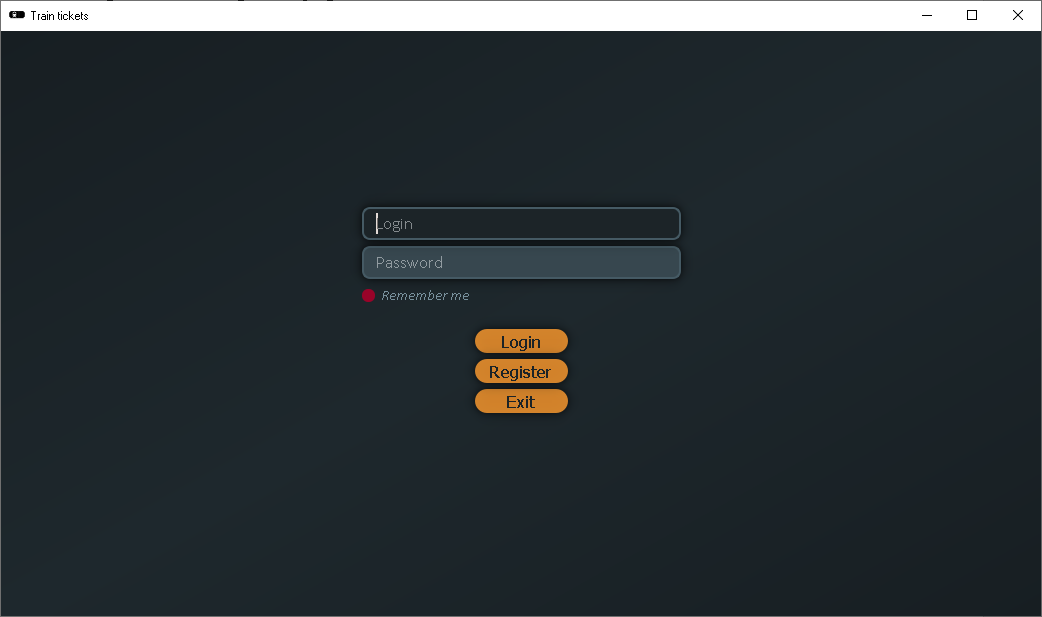 Train tickets
Login
Password
Remember me
Login
Register
Exit